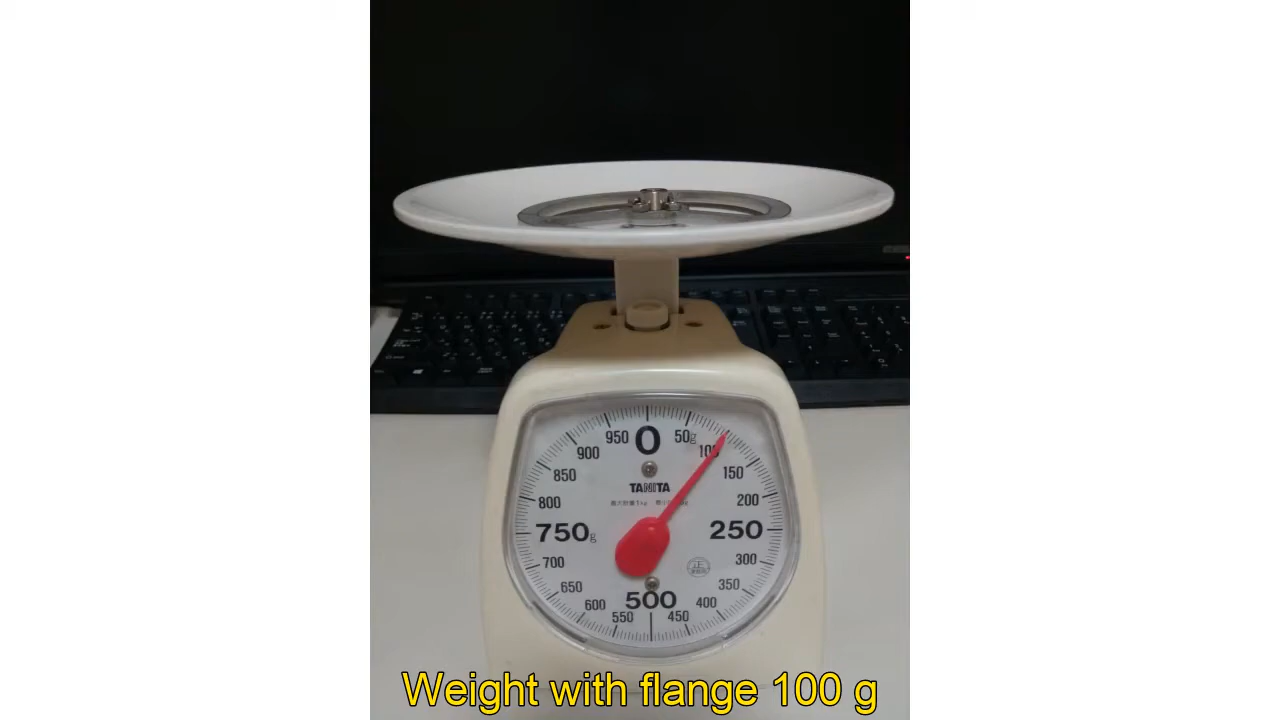 0
950 50g
900 100
850 150
TANITA
800 200
750g 250
正
700 300
650 350
600 400
500
550 450
Weight with flange 100 g